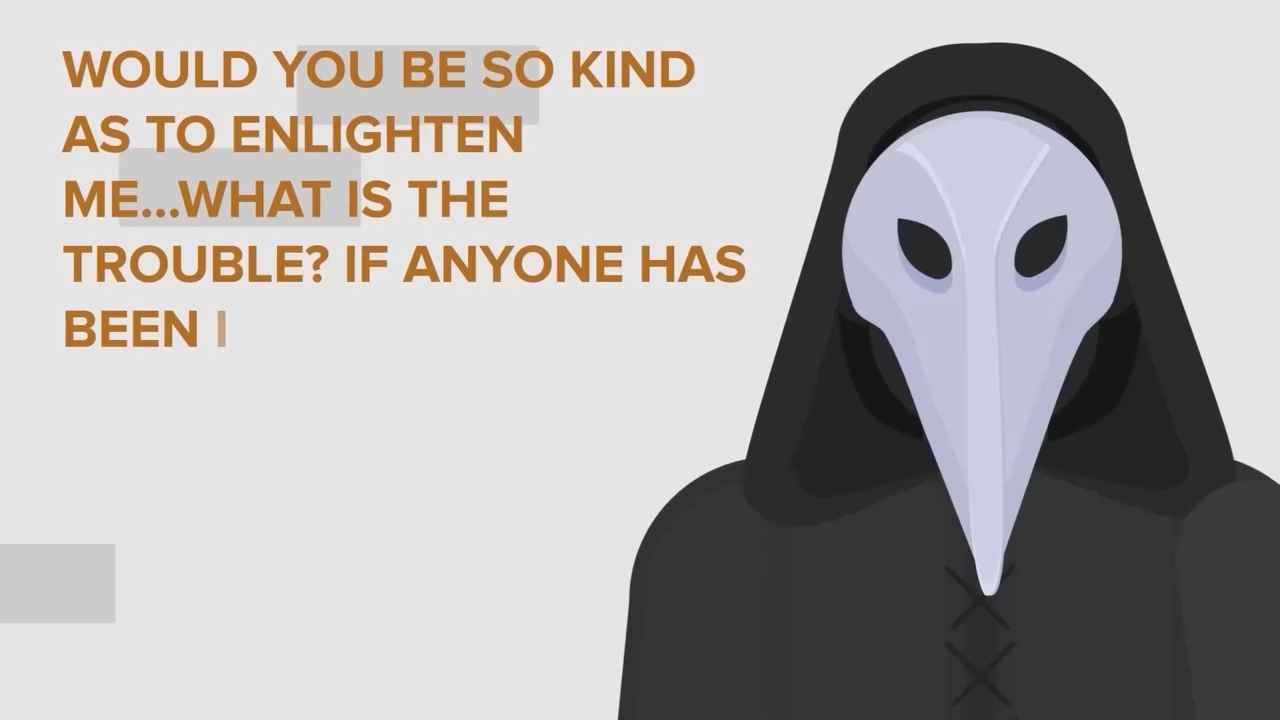 WOULD YOU BE SO KIND
AS TO ENLIGHTEN
ME...WHAT IS THE
TROUBLE? IF ANYONE HAS
BEEN I